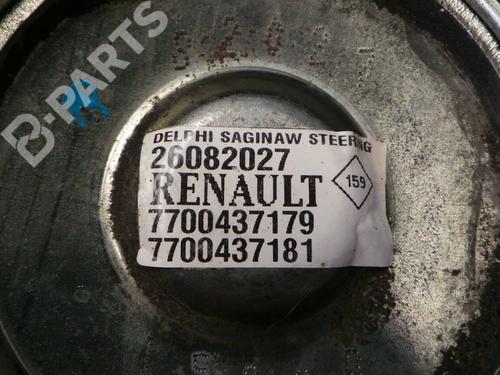 B-PARTS
DELPHI SAGINAW STEERING
26082027
RENAULT
159
7700437179
7700437181